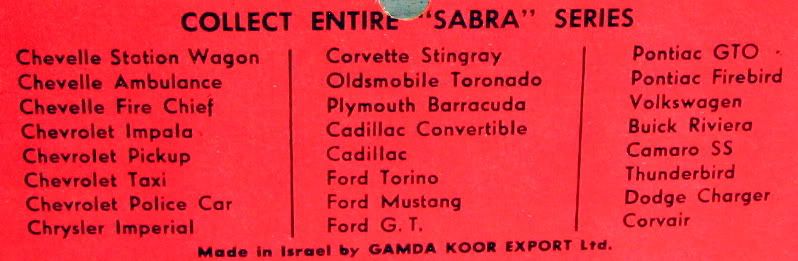 COLLECT ENTIRE "SABRA" SERIES
Chevelle Station Wagon
Chevelle Ambulance
Chevelle Fire Chief
Chevrolet Impala
Chevrolet Pickup
Chevrolet Taxi
Chevrolet Police Car
Chrysler Imperial
Corvette Stingray
Oldsmobile Toronado
Plymouth Barracuda
Cadillac Convertible
Cadillac
Ford Torino
Ford Mustang
Ford G. T.
Pontiac GTO
Pontiac Firebird
Volkswagen
Buick Riviera
Camaro SS
Thunderbird
Dodge Charger
Corvair
Made in Israel by GAMDA KOOR EXPORT Ltd.